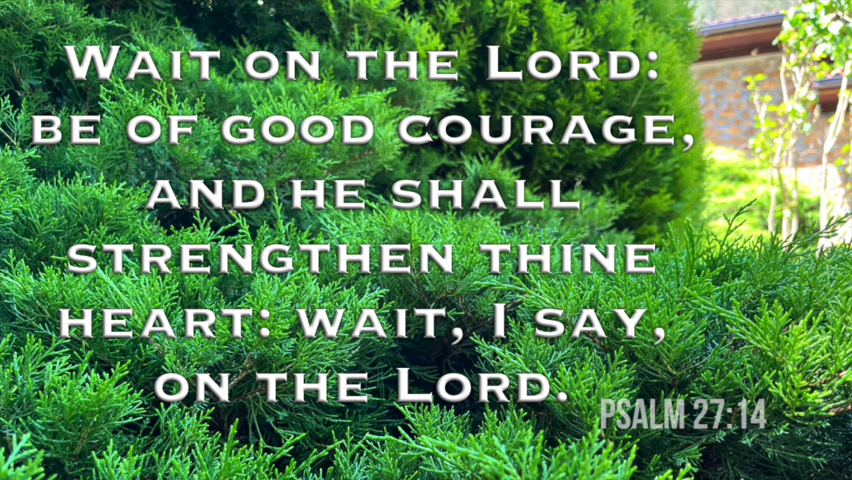 Wait on the Lord:
be of good courage,
and he shall
strengthen thine
heart: wait, I say,
on the Lord.
PSALM 27:14